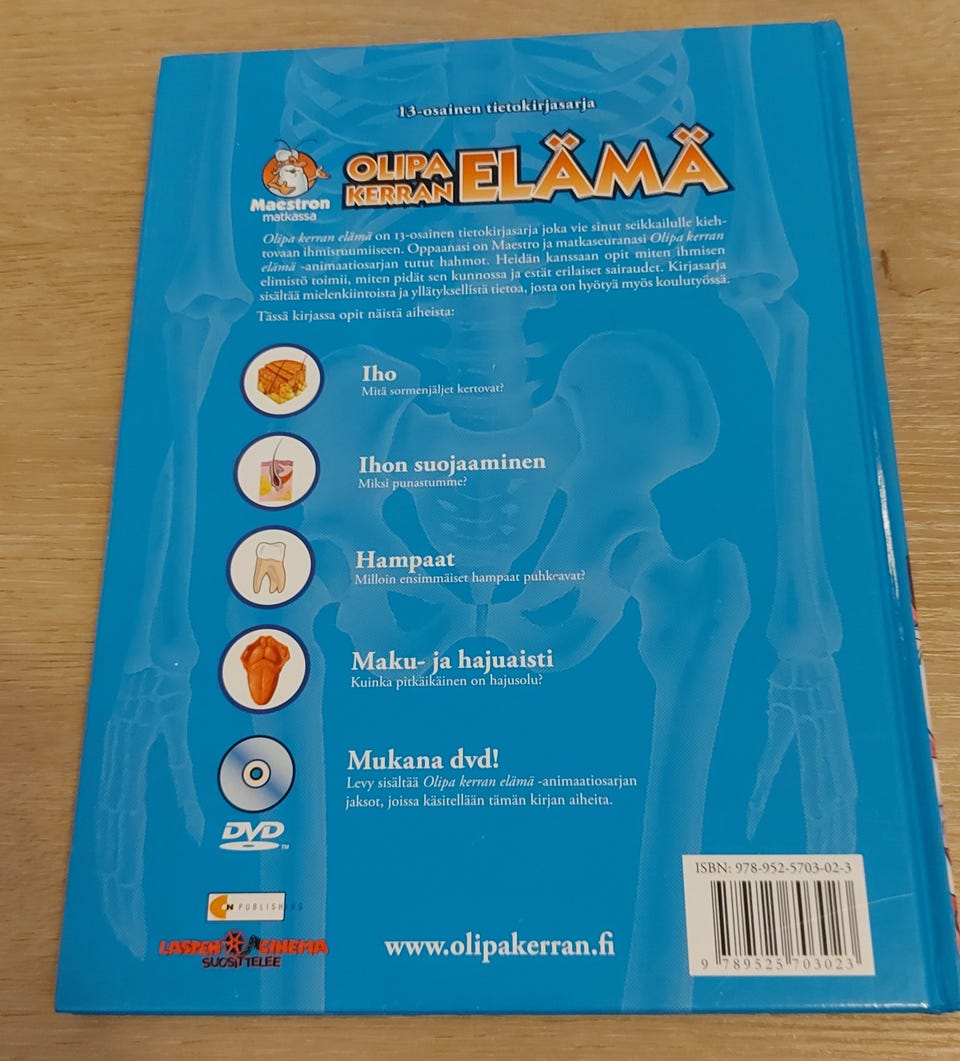 13-osainen tietokirjasarja
Maestron
matkassa
OLIPA
KERRAN
ELÄMÄ
Olipa kerran elämä on 13-osainen tietokirjasarja joka vie sinut seikkailulle kieh-
tovaan ihmisruumiiseen. Oppaanasi on Maestro ja matkaseuranasi Olipa kerran
elämä -animaatiosarjan tutut hahmot. Heidän kanssaan opit miten ihmisen
elimistö toimii, miten pidät sen kunnossa ja estät erilaiset sairaudet. Kirjasarja
sisältää mielenkiintoista ja yllätyksellistä tietoa, josta on hyötyä myös koulutyössä.
Tässä kirjassa opit näistä aiheista:
Iho
Mitä sormenjäljet kertovat?
Ihon suojaaminen
Miksi punastumme?
Hampaat
Milloin ensimmäiset hampaat puhkeavat?
Maku- ja hajuaisti
Kuinka pitkäikäinen on hajusolu?
Mukana dvd!
Levy sisältää Olipa kerran elämä -animaatiosarjan
jaksot, joissa käsitellään tämän kirjan aiheita.
DVD™
CN PUBLISHING
LASTEN CINEMA
SUOSITTELEE
www.olipakerran.fi
ISBN: 978-952-5703-02-3
9 789525 703023